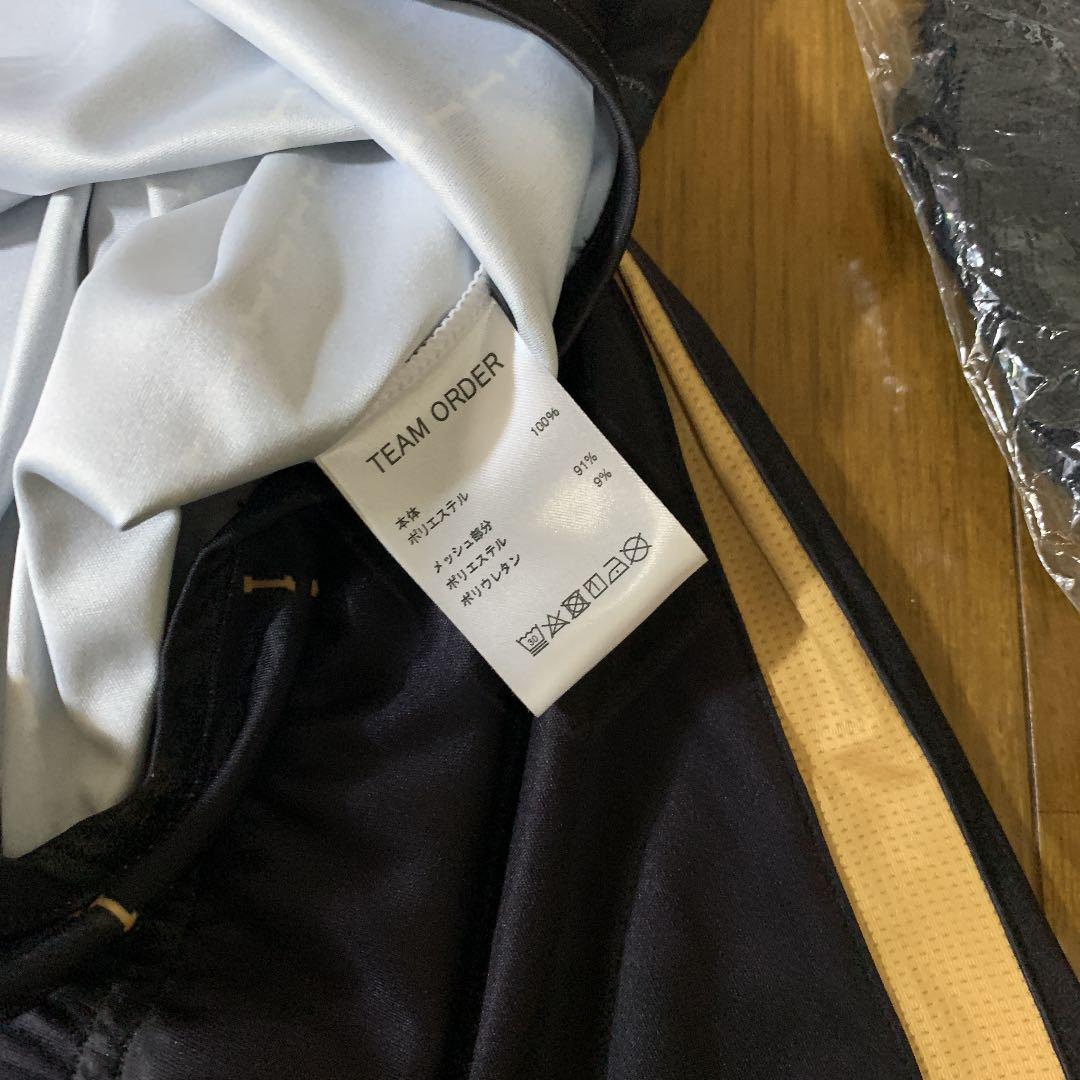 TEAM ORDER
本体
ポリエステル 100%
メッシュ部分
ポリエステル 91%
ポリウレタン 9%
30